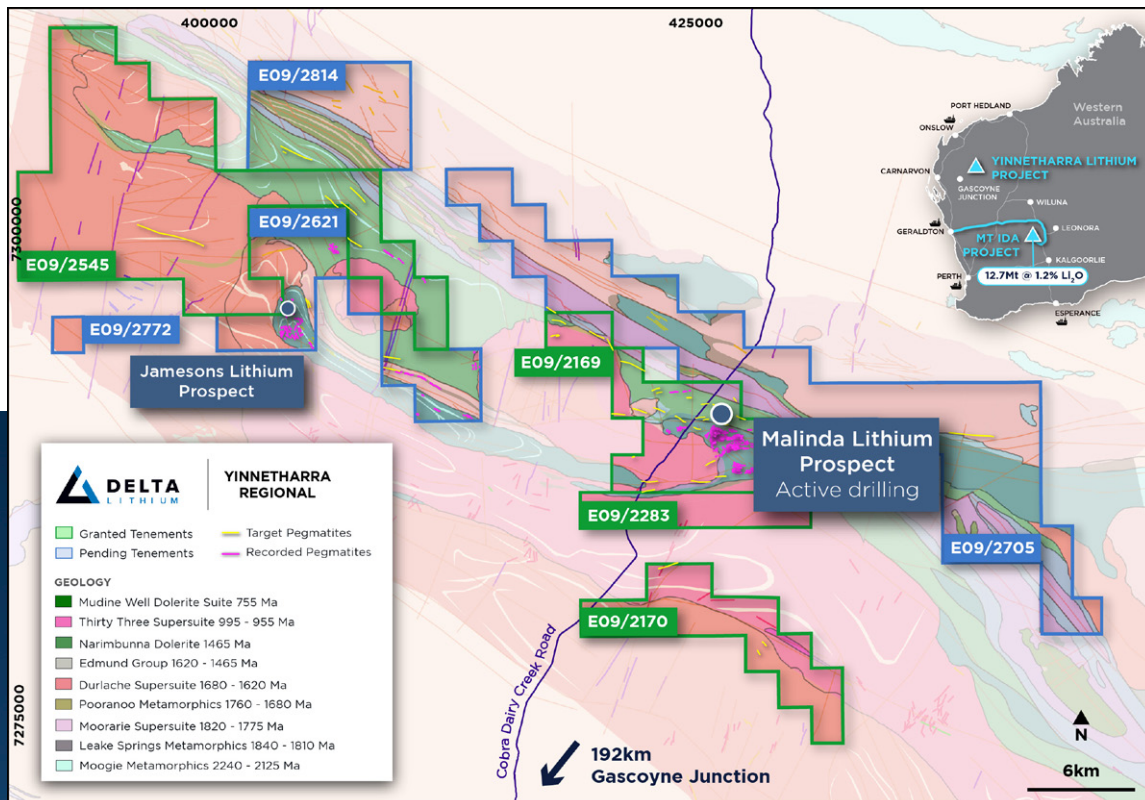 400000
425000
7300000
7275000
E09/2814
E09/2621
E09/2545
E09/2772
Jamesons Lithium
Prospect
E09/2169
Malinda Lithium
Prospect
Active drilling
E09/2283
E09/2705
E09/2170
Cobra Dairy Creek Road
192km
Gascoyne Junction
N
6km
PORT HEDLAND
Western
Australia
ONSLOW
YINNETHARRA LITHIUM
PROJECT
CARNARVON
GASCOYNE
JUNCTION
WILUNA
GERALDTON
LEONORA
MT IDA
PROJECT
KALGOORLIE
PERTH
12.7Mt @ 1.2% Li₂O
ESPERANCE
DELTA
LITHIUM
YINNETHARRA
REGIONAL
Granted Tenements
Target Pegmatites
Pending Tenements
Recorded Pegmatites
GEOLOGY
Mudine Well Dolerite Suite 755 Ma
Thirty Three Supersuite 995 - 955 Ma
Narimbunna Dolerite 1465 Ma
Edmund Group 1620 - 1465 Ma
Durlache Supersuite 1680 - 1620 Ma
Pooranoo Metamorphics 1760 - 1680 Ma
Moorarie Supersuite 1820 - 1775 Ma
Leake Springs Metamorphics 1840 - 1810 Ma
Moogie Metamorphics 2240 - 2125 Ma